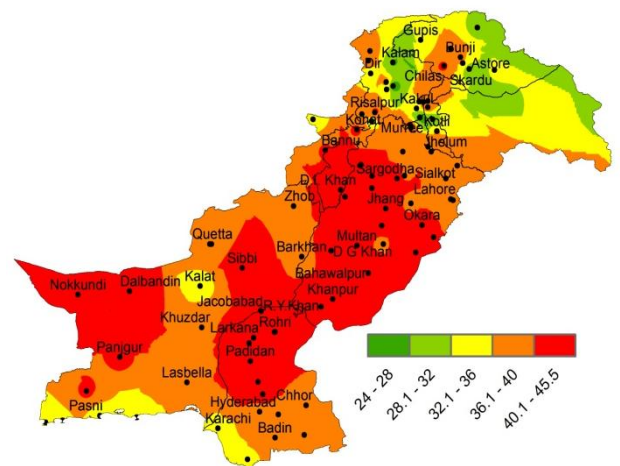 Gupis
Kalam
Bunji
Dir
Astore
Chilas
Skardu
Kakul
Risalpur
Kohat
Murree
Kotli
Bannu
Jhelum
Sargodha
Sialkot
D I Khan
Lahore
Zhob
Jhang
Okara
Quetta
Multan
Barkhan
D G Khan
Sibbi
Bahawalpur
Kalat
Nokkundi
Dalbandin
Khanpur
Jacobabad
R.Y.Khan
Khuzdar
Larkana
Rohri
Panjgur
Padidan
Lasbella
Hyderabad
Chhor
Pasni
Karachi
Badin
24 - 28
28.1 - 32
32.1 - 36
36.1 - 40
40.1 - 45.5